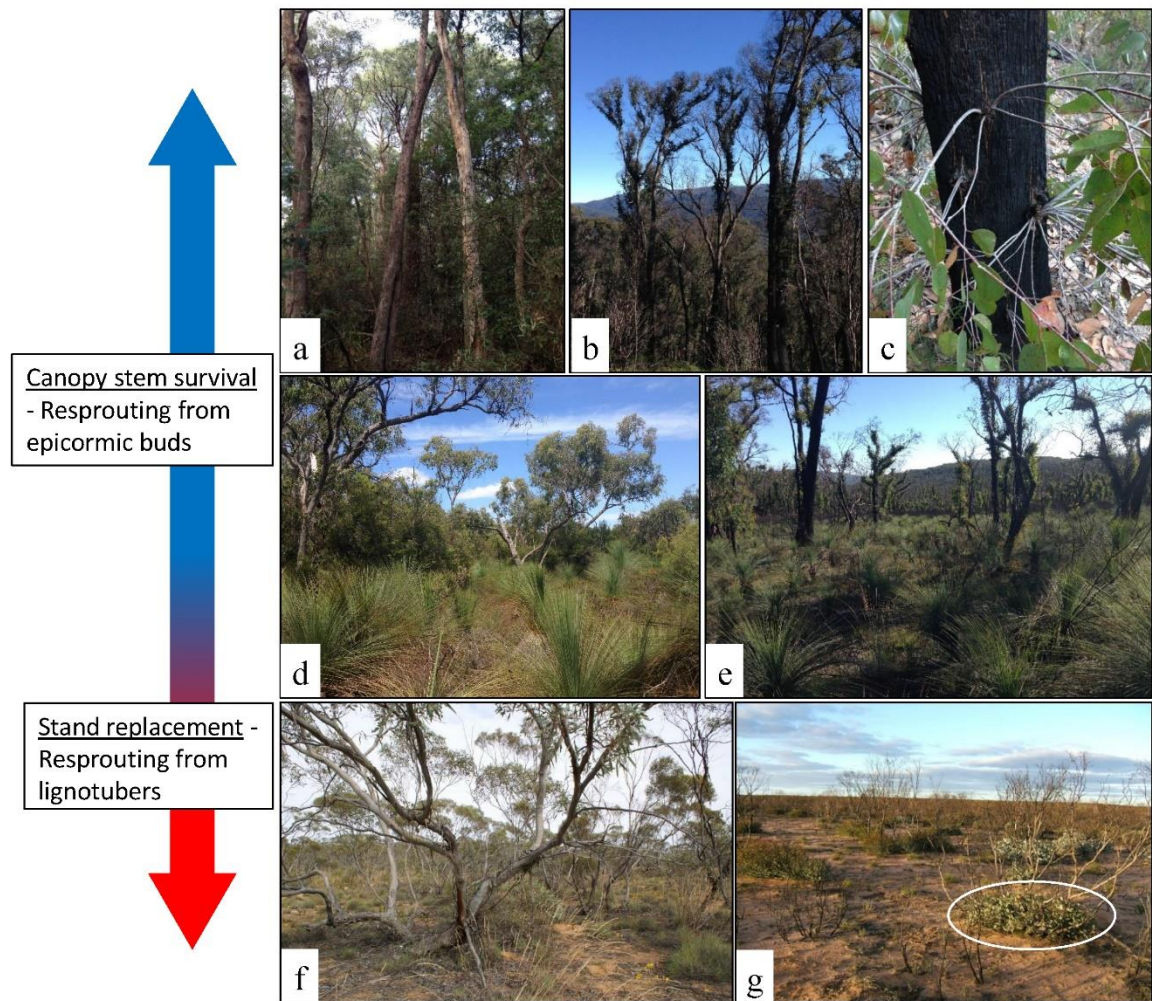 a
b
c
Canopy stem survival
- Resprouting from
epicormic buds
d
e
Stand replacement -
Resprouting from
lignotubers
f
g